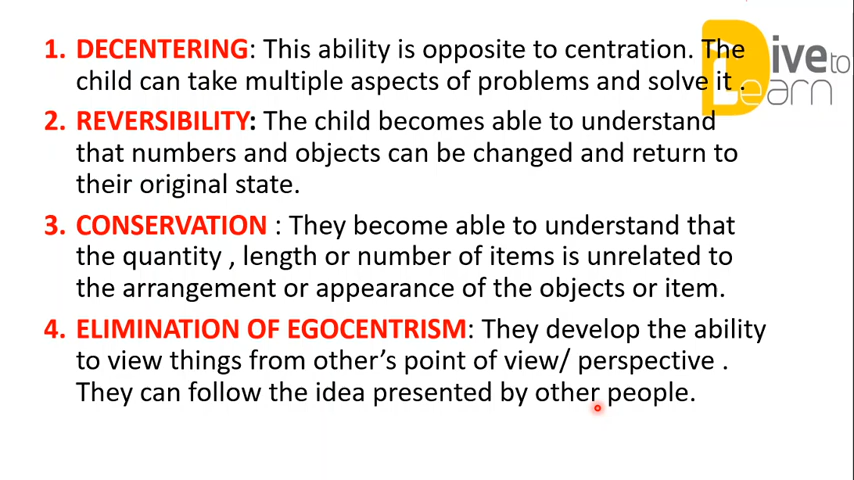 1. DECENTERING: This ability is opposite to centration. The
child can take multiple aspects of problems and solve it .
2. REVERSIBILITY: The child becomes able to understand
that numbers and objects can be changed and return to
their original state.
3. CONSERVATION : They become able to understand that
the quantity , length or number of items is unrelated to
the arrangement or appearance of the objects or item.
4. ELIMINATION OF EGOCENTRISM: They develop the ability
to view things from other’s point of view/ perspective .
They can follow the idea presented by other people.
Dive to
Learn